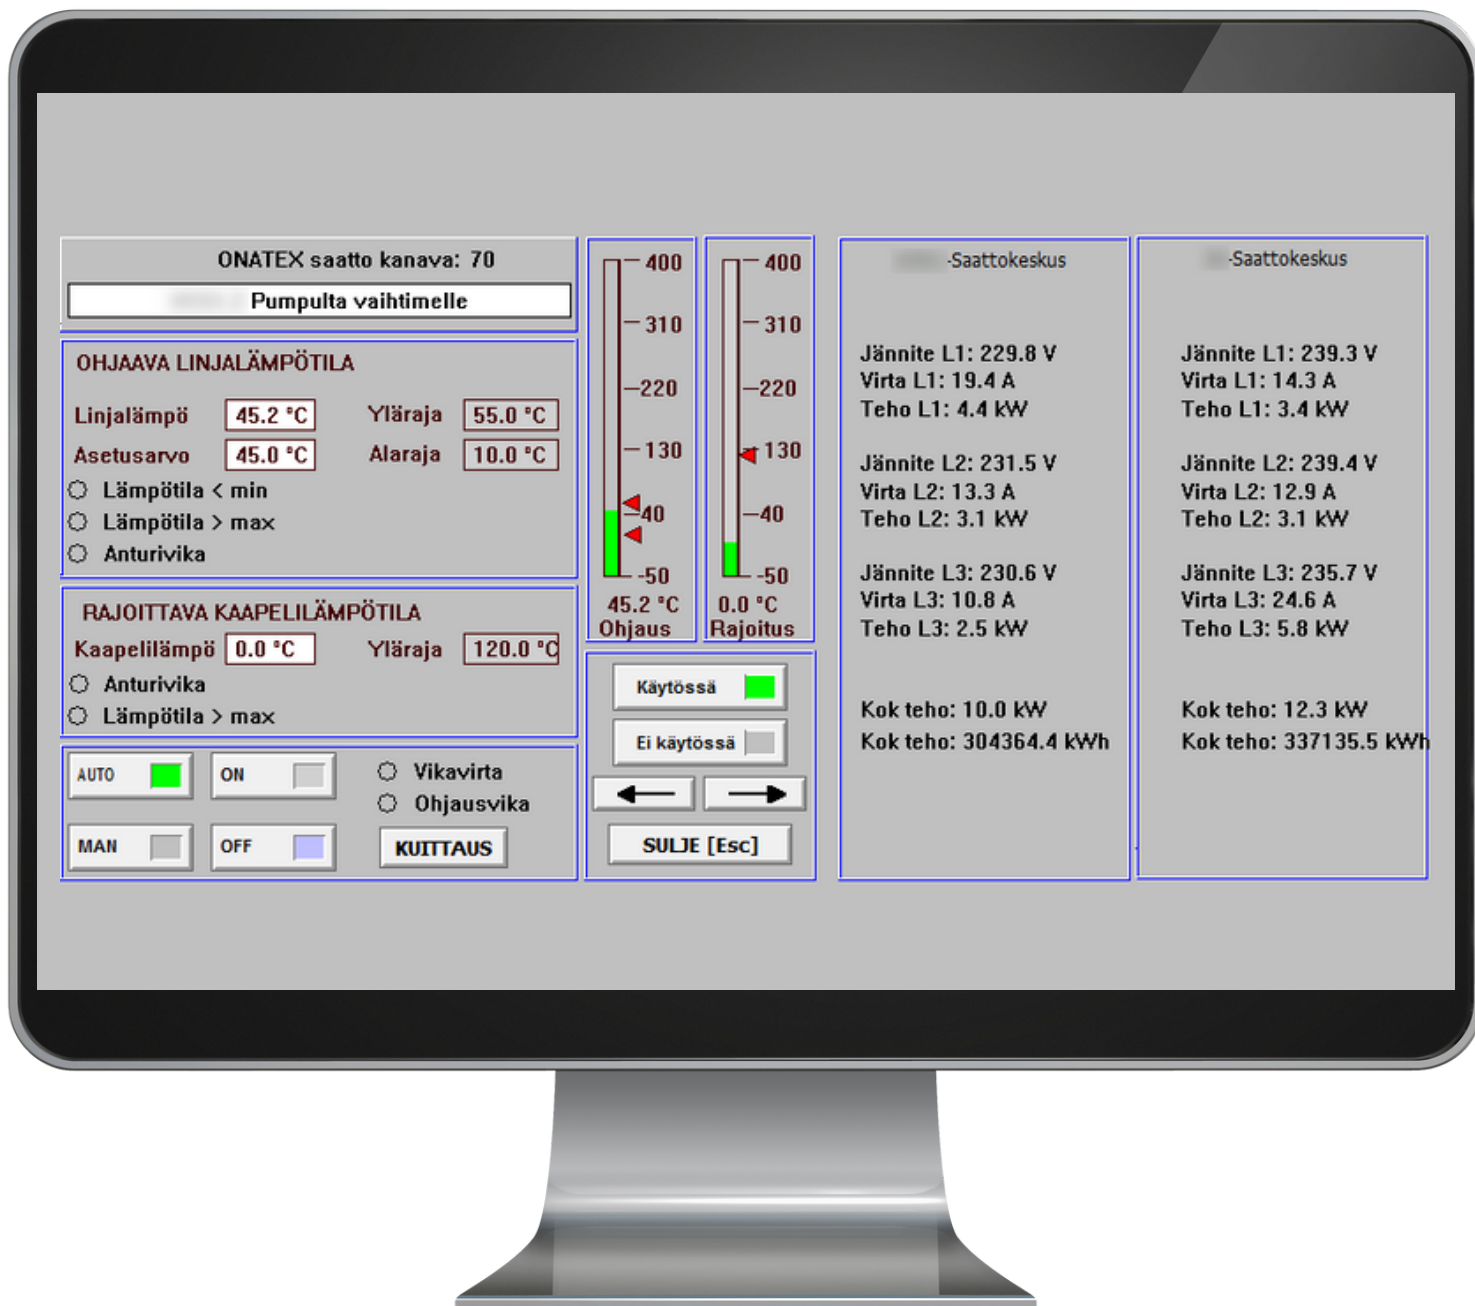 ONATEX saatto kanava: 70
Pumpulta vaihtimelle
OHJAAVA LINJALÄMPÖTILA
Linjalämpö 45.2 °C Yläraja 55.0 °C
Asetusarvo 45.0 °C Alaraja 10.0 °C
Lämpötila < min
Lämpötila > max
Anturivika
RAJOITTAVA KAAPELILÄMPÖTILA
Kaapelilämpö 0.0 °C Yläraja 120.0 °C
Anturivika
Lämpötila > max
AUTO ON Vikavirta
Ohjausvika
MAN OFF KUITTAUS
400 400
310 310
220 220
130 130
40 40
-50 -50
45.2 °C 0.0 °C
Ohjaus Rajoitus
Käytössä
Ei käytössä
SULJE [Esc]
-Saattokeskus
Jännite L1: 229.8 V
Virta L1: 19.4 A
Teho L1: 4.4 kW
Jännite L2: 231.5 V
Virta L2: 13.3 A
Teho L2: 3.1 kW
Jännite L3: 230.6 V
Virta L3: 10.8 A
Teho L3: 2.5 kW
Kok teho: 10.0 kW
Kok teho: 304364.4 kWh
-Saattokeskus
Jännite L1: 239.3 V
Virta L1: 14.3 A
Teho L1: 3.4 kW
Jännite L2: 239.4 V
Virta L2: 12.9 A
Teho L2: 3.1 kW
Jännite L3: 235.7 V
Virta L3: 24.6 A
Teho L3: 5.8 kW
Kok teho: 12.3 kW
Kok teho: 337135.5 kWh